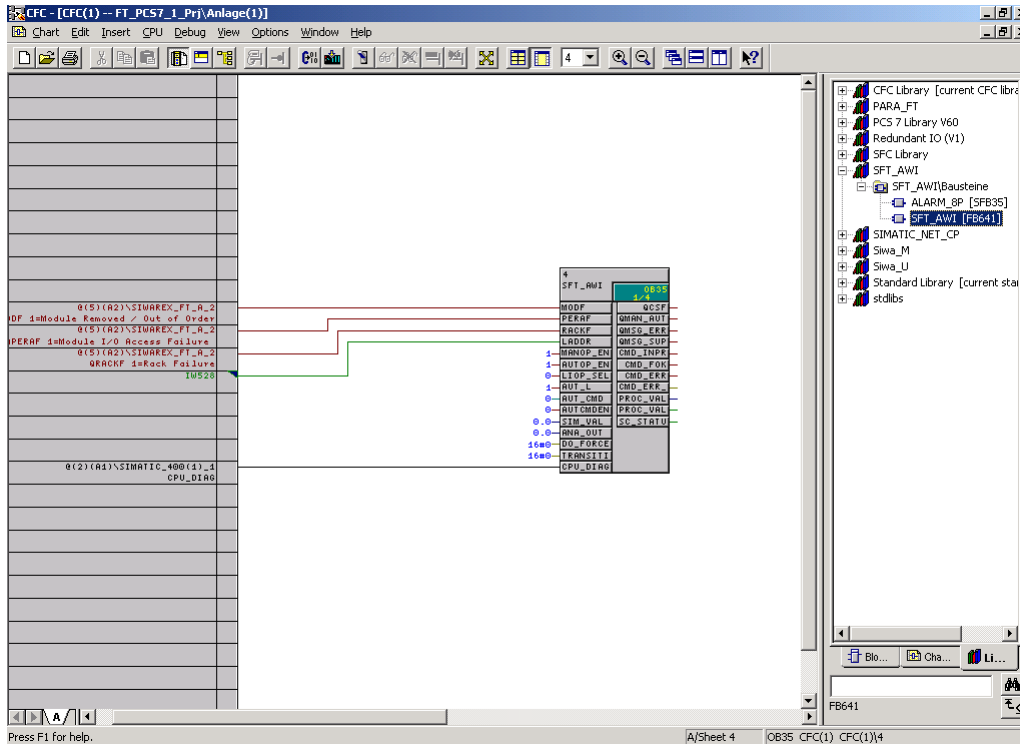 CFC - [CFC(1) -- FT_PCS7_1_Prj\Anlage(1)]
Chart Edit Insert CPU Debug View Options Window Help
4
CFC Library [current CFC libra
PARA_FT
PCS 7 Library V60
Redundant IO (V1)
SFC Library
SFT_AWI
SFT_AWI\Bausteine
ALARM_8P [SFB35]
SFT_AWI [FB641]
SIMATIC_NET_CP
Siwa_M
Siwa_U
Standard Library [current stan
stdlibs
4
SFT_AWI
OB35
1/4
@(5)(A2)\SIWAREX_FT_A_2
ODF 1=Module Removed / Out of Order
@(5)(A2)\SIWAREX_FT_A_2
QPERAF 1=Module I/O Access Failure
@(5)(A2)\SIWAREX_FT_A_2
QRACKF 1=Rack Failure
IW528
@(2)(A1)\SIMATIC_400(1)_1
CPU_DIAG
MODF QCSF
PERAF QMAN_AUT
RACKF QMSG_ERR
LADDR QMSG_SUP
1 MANOP_EN CMD_INPR
1 AUTOP_EN CMD_FOK
0 LIOP_SEL CMD_ERR
1 AUT_L CMD_ERR_
0 AUT_CMD PROC_VAL
0 AUTCMDEN PROC_VAL
0.0 SIM_VAL SC_STATU
0.0 ANA_OUT
16#0 DO_FORCE
16#0 TRANSITI
CPU_DIAG
Blo... Cha... Li...
FB641
A
Press F1 for help.
A/Sheet 4
OB35 CFC(1) CFC(1)\4